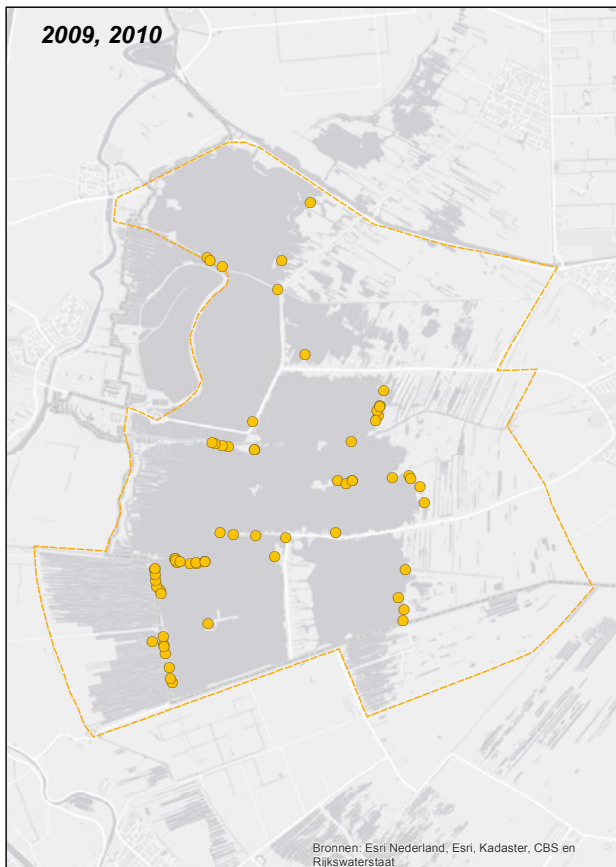 2009, 2010
Bronnen: Esri Nederland, Esri, Kadaster, CBS en
Rijkswaterstaat